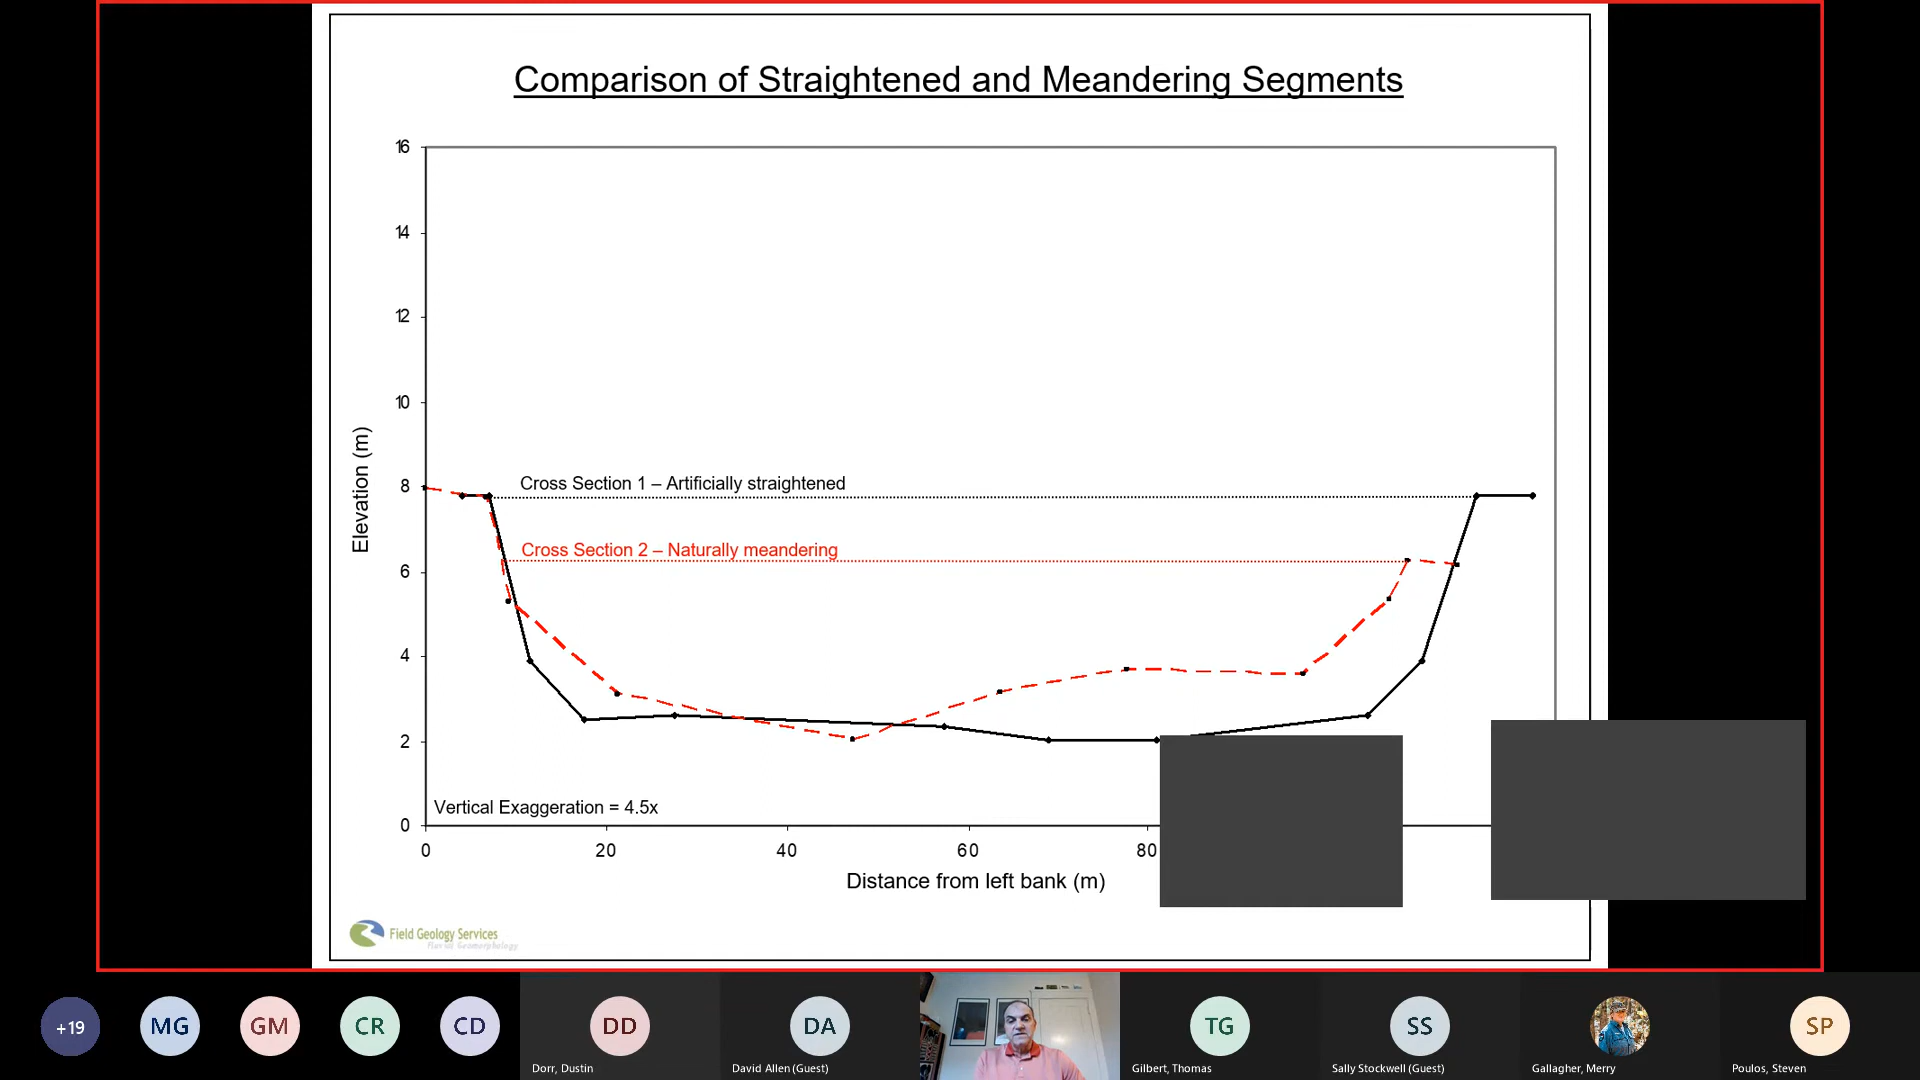 Comparison of Straightened and Meandering Segments
16
14
12
10
8
6
4
2
0
Elevation (m)
Cross Section 1 – Artificially straightened
Cross Section 2 – Naturally meandering
Vertical Exaggeration = 4.5x
0 20 40 60 80
Distance from left bank (m)
Field Geology Services
Fluvial Geomorphology
+19 MG GM CR CD DD DA TG SS SP
Dorr, Dustin David Allen (Guest) Gilbert, Thomas Sally Stockwell (Guest) Gallagher, Merry Poulos, Steven